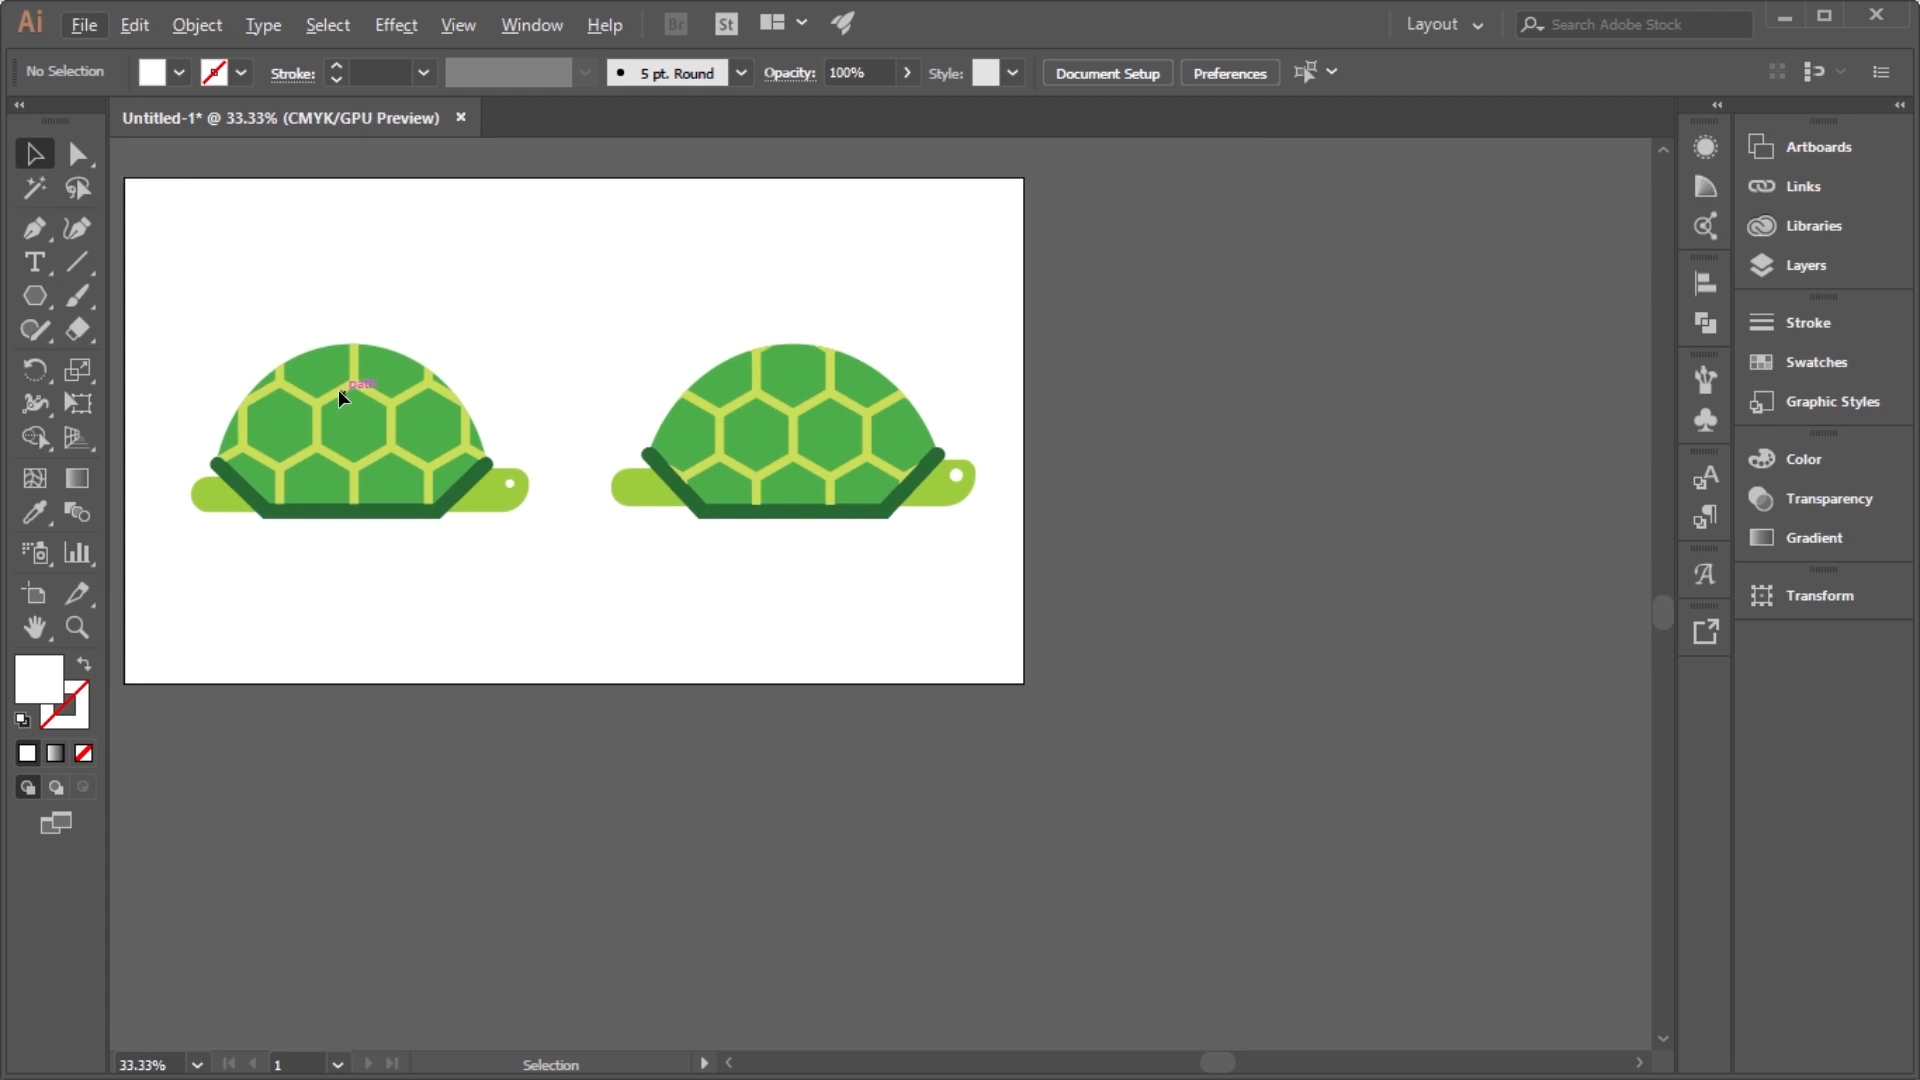 Ai File Edit Object Type Select Effect View Window Help Br St Layout Search Adobe Stock
No Selection Stroke: 5 pt. Round Opacity: 100% Style: Document Setup Preferences
Untitled-1* @ 33.33% (CMYK/GPU Preview)
Artboards
Links
Libraries
Layers
Stroke
Swatches
Graphic Styles
Color
Transparency
Gradient
Transform
path
33.33% 1 Selection